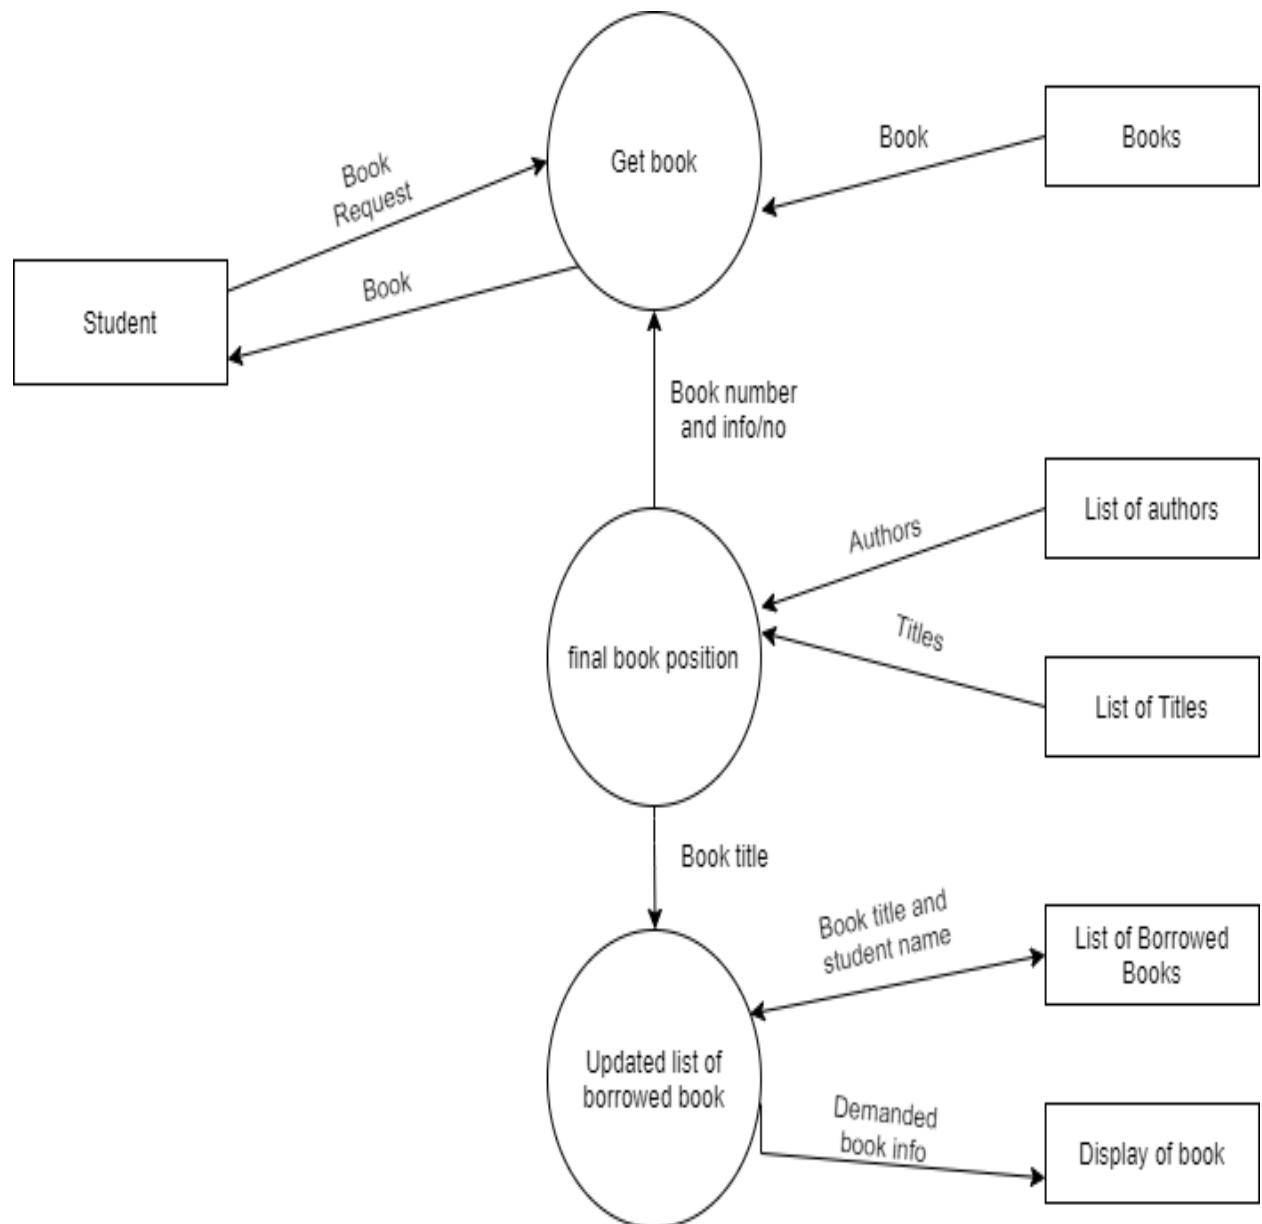 Get book
Book
Books
Book
Request
Book
Student
Book number
and info/no
List of authors
Authors
Titles
final book position
List of Titles
Book title
Book title and
student name
List of Borrowed
Books
Updated list of
borrowed book
Demanded
book info
Display of book